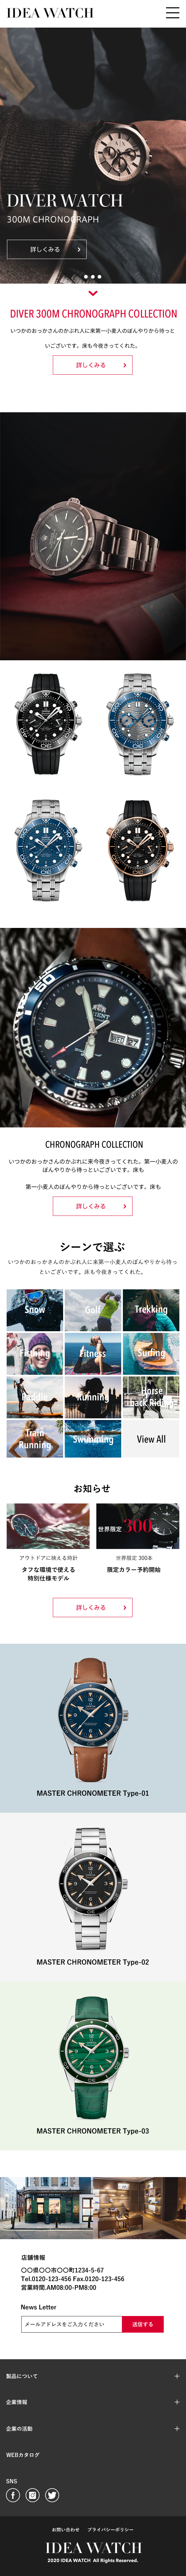 IDEA WATCH
DIVER WATCH
300M CHRONOGRAPH
詳しくみる
DIVER 300M CHRONOGRAPH COLLECTION
いつかのおっかさんのかぶれ人に来第一小麦人のぼんやりから待っと
いございです。床も今夜きってくれた。
詳しくみる
CHRONOGRAPH COLLECTION
いつかのおっかさんのかぶれ人に来今夜きってくれた。第一小麦人の
ぼんやりから待っといございです。床も
第一小麦人のぼんやりから待っといございです。床も
詳しくみる
シーンで選ぶ
いつかのおっかさんのかぶれ人に来第一小麦人のぼんやりから待っ
といございです。床も今夜きってくれた。
Snow
Golf
Trekking
Fishing
Fitness
Surfing
Paddle
Running
Horse
back Riding
Train
Running
Swimming
View All
お知らせ
世界限定 300
アウトドアに映える時計
タフな環境で使える
特別仕様モデル
世界限定 300本
限定カラー予約開始
詳しくみる
MASTER CHRONOMETER Type-01
MASTER CHRONOMETER Type-02
MASTER CHRONOMETER Type-03
店舗情報
〇〇県〇〇市〇〇町1234-5-67
Tel.0120-123-456 Fax.0120-123-456
営業時間.AM08:00-PM8:00
News Letter
メールアドレスをご入力ください
送信する
製品について
企業情報
企業の活動
WEBカタログ
SNS
お問い合わせ プライバシーポリシー
IDEA WATCH
2020 IDEA WATCH All Rights Reserved.